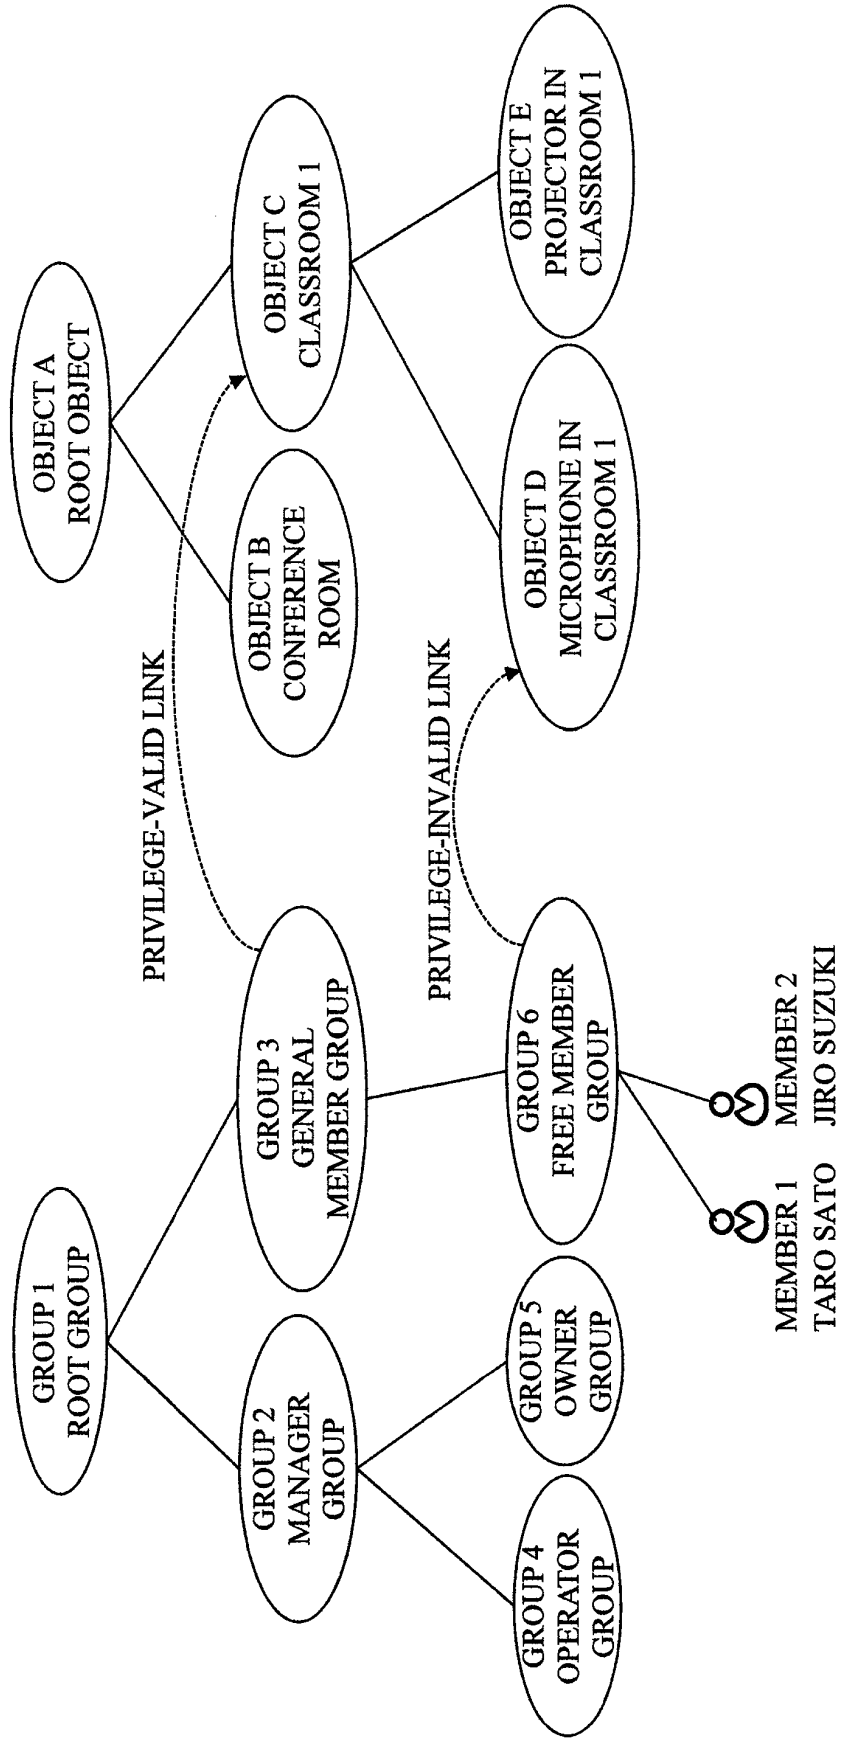 GROUP 1
ROOT GROUP
GROUP 2
MANAGER
GROUP
GROUP 3
GENERAL
MEMBER GROUP
GROUP 4
OPERATOR
GROUP
GROUP 5
OWNER
GROUP
GROUP 6
FREE MEMBER
GROUP
MEMBER 1
TARO SATO
MEMBER 2
JIRO SUZUKI
PRIVILEGE-VALID LINK
PRIVILEGE-INVALID LINK
OBJECT A
ROOT OBJECT
OBJECT B
CONFERENCE
ROOM
OBJECT C
CLASSROOM 1
OBJECT D
MICROPHONE IN
CLASSROOM 1
OBJECT E
PROJECTOR IN
CLASSROOM 1